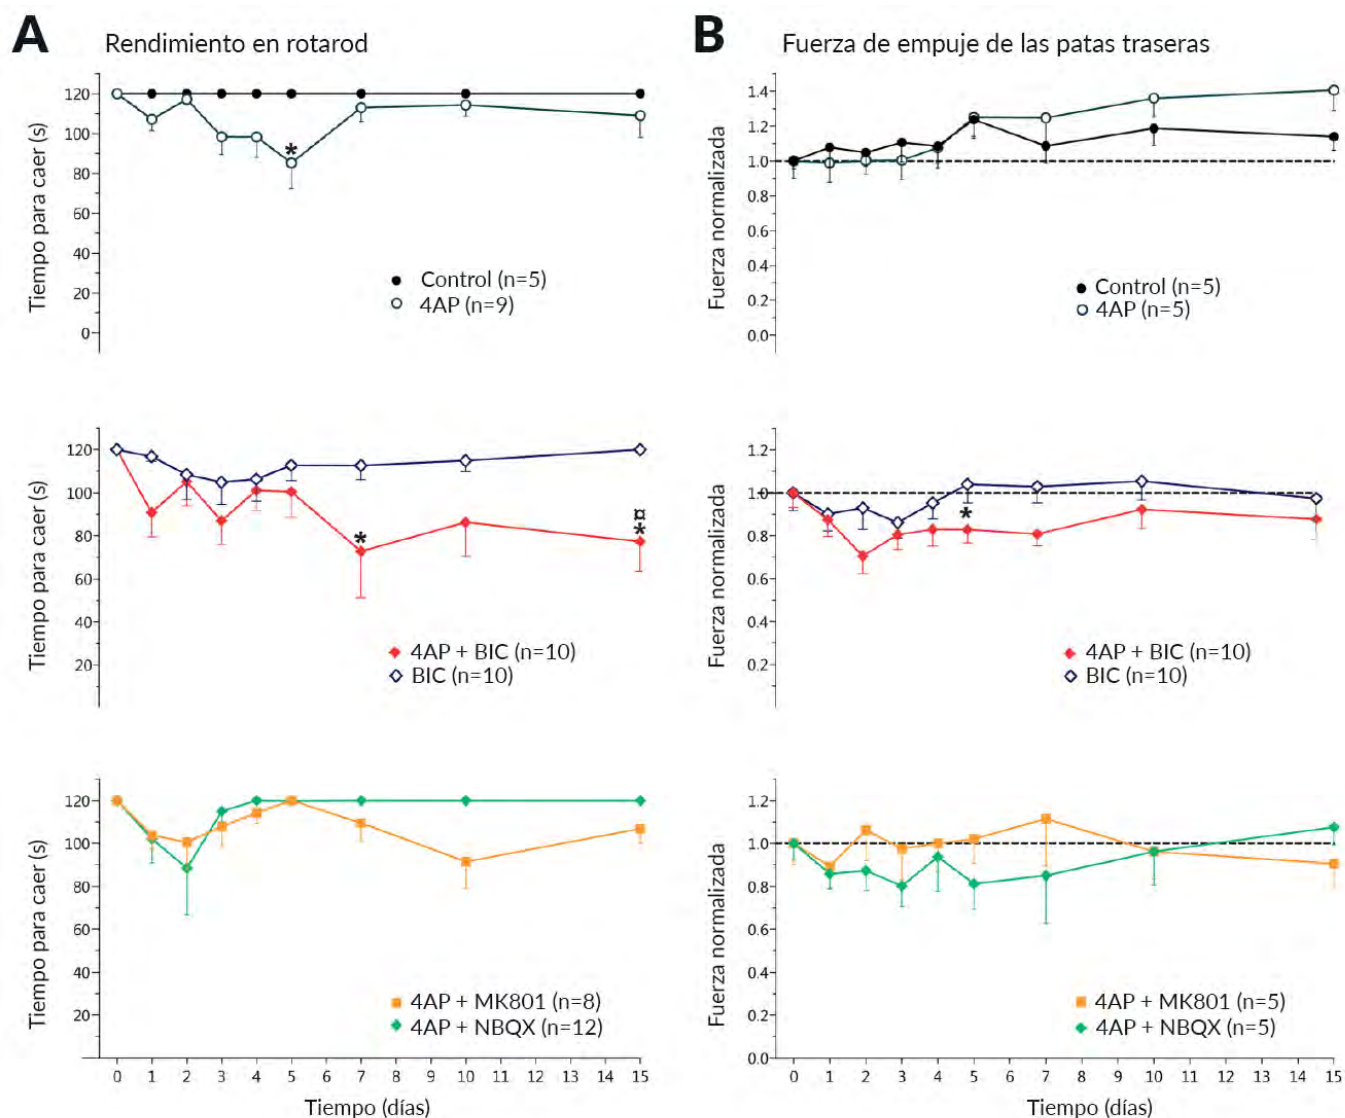 A
Rendimiento en rotarod
Tiempo para caer (s)
120
100
80
60
40
20
0
*
Control (n=5)
4AP (n=9)
B
Fuerza de empuje de las patas traseras
Fuerza normalizada
1.4
1.2
1.0
0.8
0.6
0.4
0.2
0.0
Control (n=5)
4AP (n=5)
Tiempo para caer (s)
120
100
80
60
40
20
*
¤
*
4AP + BIC (n=10)
BIC (n=10)
Fuerza normalizada
1.2
1.0
0.8
0.6
0.4
0.2
*
4AP + BIC (n=10)
BIC (n=10)
Tiempo para caer (s)
120
100
80
60
40
20
4AP + MK801 (n=8)
4AP + NBQX (n=12)
0 1 2 3 4 5 6 7 8 9 10 11 12 13 14 15
Tiempo (días)
Fuerza normalizada
1.2
1.0
0.8
0.6
0.4
0.2
0.0
4AP + MK801 (n=5)
4AP + NBQX (n=5)
0 1 2 3 4 5 6 7 8 9 10 11 12 13 14 15
Tiempo (días)